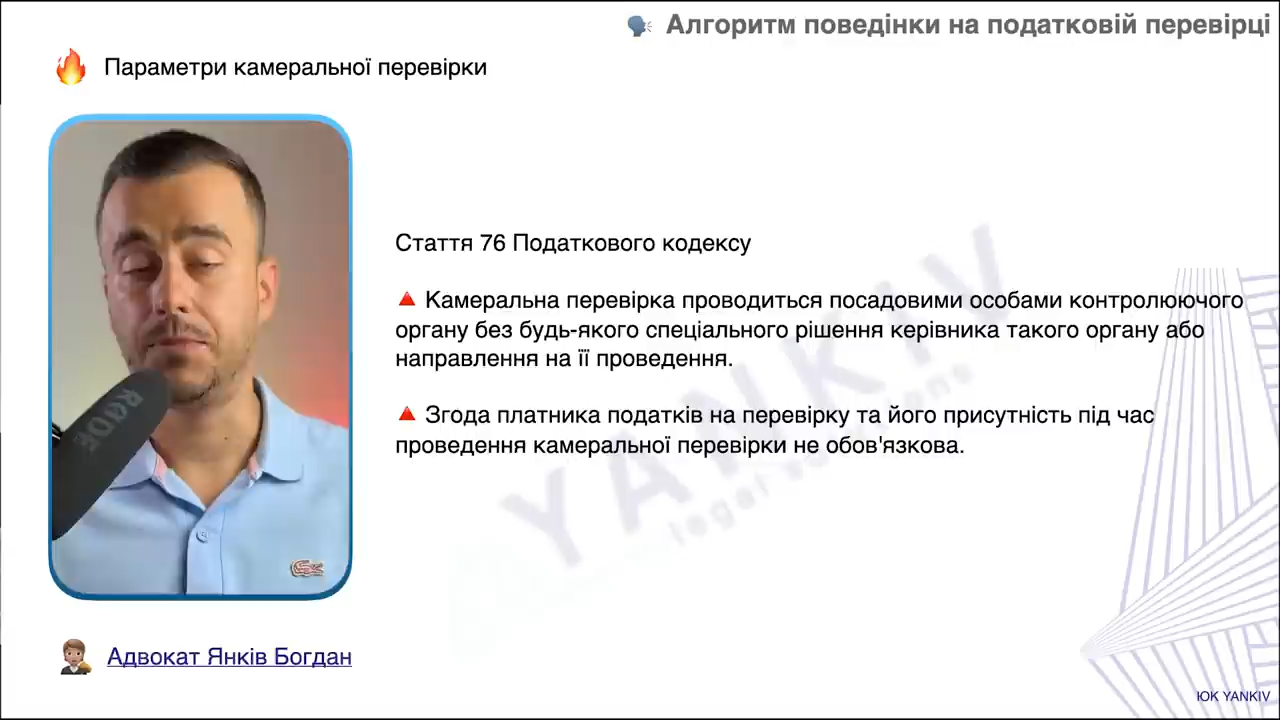 Алгоритм поведінки на податковій перевірці
Параметри камеральної перевірки
Стаття 76 Податкового кодексу
Камеральна перевірка проводиться посадовими особами контролюючого
органу без будь-якого спеціального рішення керівника такого органу або
направлення на її проведення.
Згода платника податків на перевірку та його присутність під час
проведення камеральної перевірки не обов'язкова.
RODE
YANKIV
Адвокат Янків Богдан
ЮК YANKIV